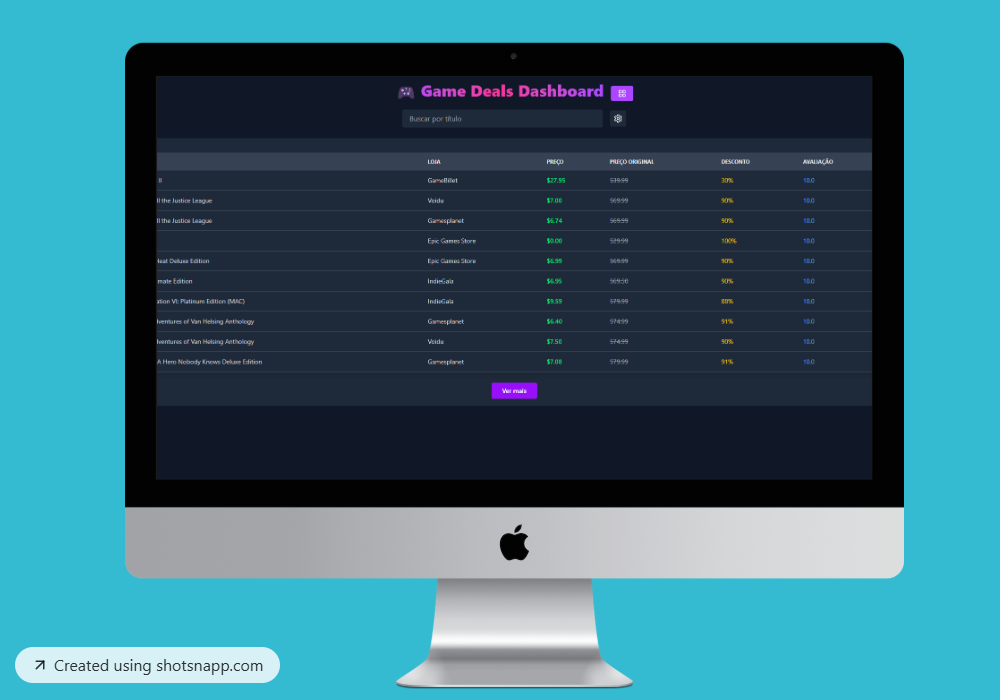 Game Deals Dashboard
Buscar por título
LOJA PREÇO PREÇO ORIGINAL DESCONTO AVALIAÇÃO
8 GameBillet $27.95 $39.99 30% 10.0
ll the Justice League Voidu $7.00 $69.99 90% 10.0
ll the Justice League Gamesplanet $6.74 $69.99 90% 10.0
Epic Games Store $0.00 $29.99 100% 10.0
Heat Deluxe Edition Epic Games Store $6.99 $69.99 90% 10.0
mate Edition IndieGala $6.95 90% 10.0
ation VI: Platinum Edition (MAC) IndieGala $9.59 $79.99 88% 10.0
dventures of Van Helsing Anthology Gamesplanet $6.40 $74.99 91% 10.0
dventures of Van Helsing Anthology Voidu $7.50 $74.99 90% 10.0
A Hero Nobody Knows Deluxe Edition Gamesplanet $7.08 $79.99 91% 10.0
Ver mais
Created using shotsnapp.com